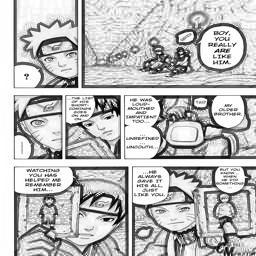 ?
BOY,
YOU
REALLY
ARE
LIKE
HIM.
THE LIST
OF HIS
SHORT-
COMINGS
GOES ON
AND ON.
HE WAS
LOUD-
MOUTHED
AND
IMPATIENT
TOO...
UNREFINED
UNCOUTH.
MY
OLDER
BROTHER.
WATCHING
YOU HAS
HELPED ME
REMEMBER
HIM...
...HE
ALWAYS
GAVE IT
HIS ALL,
JUST
LIKE YOU.
BUT YOU
KNOW...
WHEN
HE DID
SOMETHING